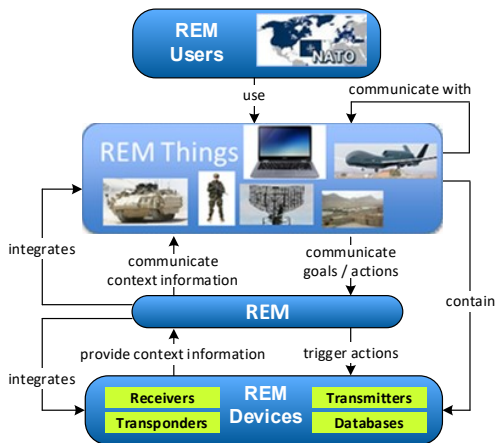 REM
Users
NATO
use
communicate with
REM Things
integrates
communicate
context information
communicate
goals / actions
contain
REM
provide context information
trigger actions
integrates
Receivers
Transponders
REM
Devices
Transmitters
Databases